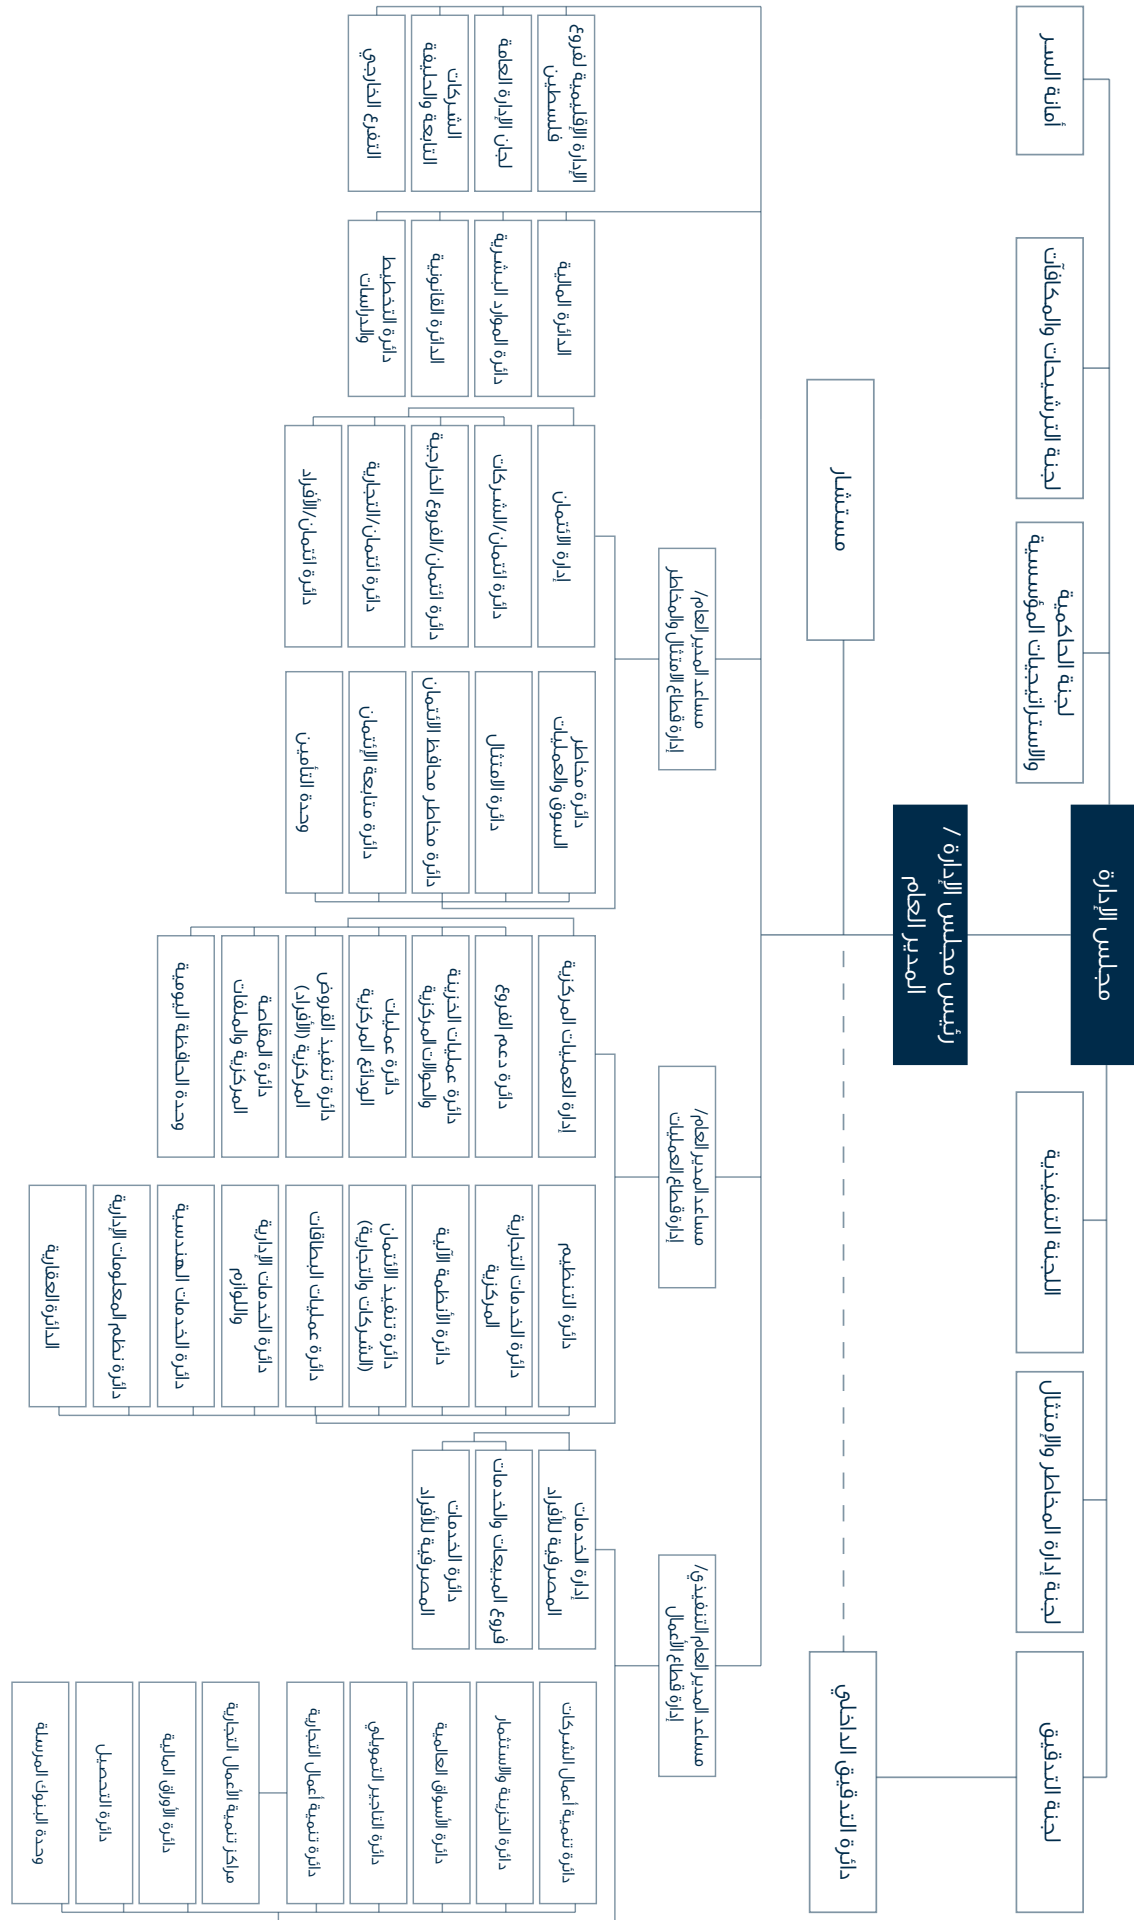 مجلس الإدارة
أمانة السر
لجنة الترشيحات والمكافآت
لجنة الحاكمية
والاستراتيجيات المؤسسية
اللجنة التنفيذية
لجنة إدارة المخاطر والإمتثال
لجنة التدقيق
رئيس مجلس الإدارة /
المدير العام
مستشار
دائرة التدقيق الداخلي
الإدارة الإقليمية لفروع
فلسطين
لجان الإدارة العامة
الشركات
التابعة والحليفة
التفرع الخارجي
الدائرة المالية
دائرة الموارد البشرية
الدائرة القانونية
دائرة التخطيط
والدراسات
مساعد المدير العام/
إدارة قطاع الامتثال والمخاطر
إدارة الائتمان
دائرة ائتمان/الشركات
دائرة ائتمان/الفروع الخارجية
دائرة ائتمان/التجارية
دائرة ائتمان/الأفراد
دائرة مخاطر
السوق والعمليات
دائرة الامتثال
دائرة مخاطر محافظ الائتمان
دائرة متابعة الإئتمان
وحدة التأمين
مساعد المدير العام/
إدارة قطاع العمليات
إدارة العمليات المركزية
دائرة دعم الفروع
دائرة عمليات الخزينة
والحوالات المركزية
دائرة عمليات
الودائع المركزية
دائرة تنفيذ القروض
المركزية (الأفراد)
دائرة المقاصة
المركزية والملفات
وحدة الحافظة اليومية
دائرة التنظيم
دائرة الخدمات التجارية
المركزية
دائرة الأنظمة الآلية
دائرة تنفيذ الائتمان
(الشركات والتجارية)
دائرة عمليات البطاقات
دائرة الخدمات الإدارية
واللوازم
دائرة الخدمات الهندسية
دائرة نظم المعلومات الإدارية
الدائرة العقارية
مساعد المدير العام التنفيذي/
إدارة قطاع الأعمال
إدارة الخدمات
المصرفية للأفراد
فروع المبيعات والخدمات
دائرة الخدمات
المصرفية للأفراد
دائرة تنمية أعمال الشركات
دائرة الخزينة والاستثمار
دائرة الأسواق العالمية
دائرة التاجير التمويلي
دائرة تنمية أعمال التجارية
مراكز تنمية الأعمال التجارية
دائرة الأوراق المالية
دائرة التحصيل
وحدة البنوك المرسلة